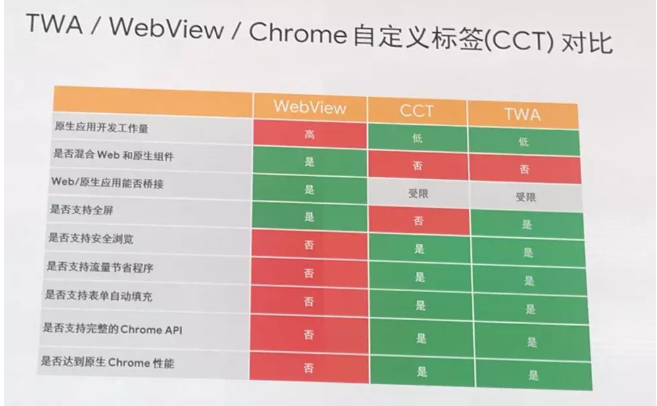 TWA / WebView / Chrome 自定义标签(CCT) 对比
WebView CCT TWA
原生应用开发工作量 高 低 低
是否混合 Web 和原生组件 是 否 否
Web/原生应用能否桥接 是 受限 受限
是否支持全屏 是 否 是
是否支持安全浏览 否 是 是
是否支持流量节省程序 否 是 是
是否支持表单自动填充 否 是 是
是否支持完整的 Chrome API 否 是 是
是否达到原生 Chrome 性能 否 是 是